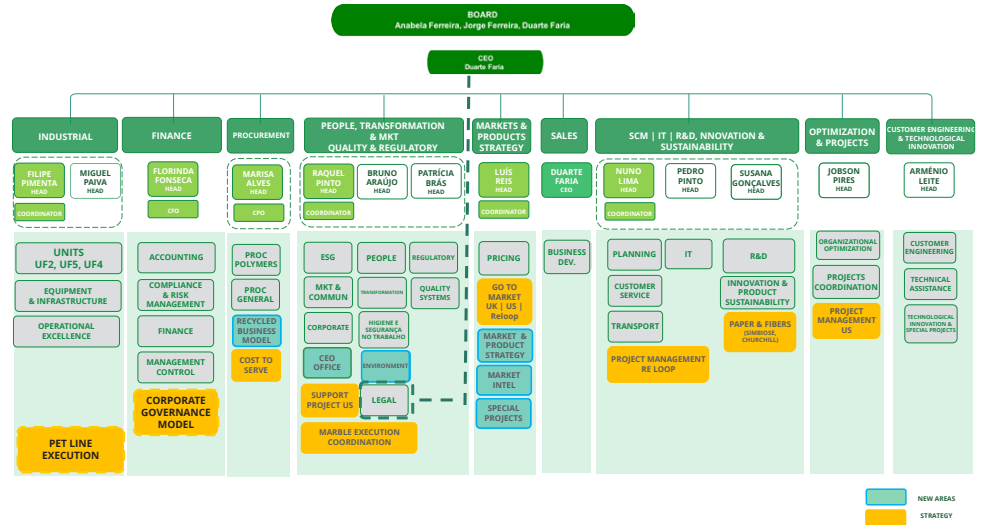 BOARD
Anabela Ferreira, Jorge Ferreira, Duarte Faria
CEO
Duarte Faria
INDUSTRIAL
FINANCE
PROCUREMENT
PEOPLE, TRANSFORMATION
& MKT
QUALITY & REGULATORY
MARKETS &
PRODUCTS
STRATEGY
SALES
SCM | IT | R&D, NNOVATION &
SUSTAINABILITY
OPTIMIZATION
& PROJECTS
CUSTOMER ENGINEERING
& TECHNOLOGICAL
INNOVATION
FILIPE
PIMENTA
HEAD
COORDINATOR
MIGUEL
PAIVA
HEAD
FLORINDA
FONSECA
HEAD
CFO
MARISA
ALVES
HEAD
CPO
RAQUEL
PINTO
HEAD
COORDINATOR
BRUNO
ARAÚJO
HEAD
PATRÍCIA
BRÁS
HEAD
LUÍS
REIS
HEAD
COORDINATOR
DUARTE
FARIA
CEO
NUNO
LIMA
HEAD
COORDINATOR
PEDRO
PINTO
HEAD
SUSANA
GONÇALVES
HEAD
JOBSON
PIRES
HEAD
ARMÉNIO
LEITE
HEAD
UNITS
UF2, UF5, UF4
EQUIPMENT
& INFRASTRUCTURE
OPERATIONAL
EXCELLENCE
PET LINE
EXECUTION
ACCOUNTING
COMPLIANCE
& RISK
MANAGEMENT
FINANCE
MANAGEMENT
CONTROL
CORPORATE
GOVERNANCE
MODEL
PROC
POLYMERS
PROC
GENERAL
RECYCLED
BUSINESS
MODEL
COST TO
SERVE
ESG
PEOPLE
REGULATORY
MKT &
COMMUN
TRANSFORMATION
QUALITY
SYSTEMS
CORPORATE
HIGIENE E
SEGURANÇA
NO TRABALHO
CEO
OFFICE
ENVIRONMENT
SUPPORT
PROJECT US
LEGAL
MARBLE EXECUTION
COORDINATION
PRICING
GO TO
MARKET
UK | US |
Reloop
MARKET &
PRODUCT
STRATEGY
MARKET
INTEL
SPECIAL
PROJECTS
BUSINESS
DEV.
PLANNING
IT
R&D
CUSTOMER
SERVICE
INNOVATION &
PRODUCT
SUSTAINABILITY
TRANSPORT
PAPER & FIBERS
(SIMBIOSE,
CHURCHILL)
PROJECT MANAGEMENT
RE LOOP
ORGANIZATIONAL
OPTIMIZATION
PROJECTS
COORDINATION
PROJECT
MANAGEMENT
US
CUSTOMER
ENGINEERING
TECHNICAL
ASSISTANCE
TECHNOLOGICAL
INNOVATION &
SPECIAL PROJECTS
NEW AREAS
STRATEGY